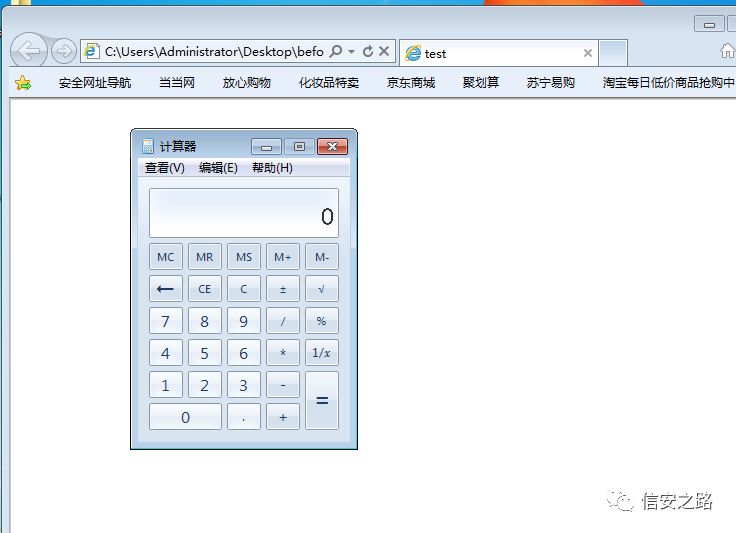 C:\Users\Administrator\Desktop\befo
test
安全网址导航 当当网 放心购物 化妆品特卖 京东商城 聚划算 苏宁易购 淘宝每日低价商品抢购中
计算器
查看(V) 编辑(E) 帮助(H)
0
MC MR MS M+ M-
← CE C ± √
7 8 9 / %
4 5 6 * 1/x
1 2 3 - =
0 . +
信安之路